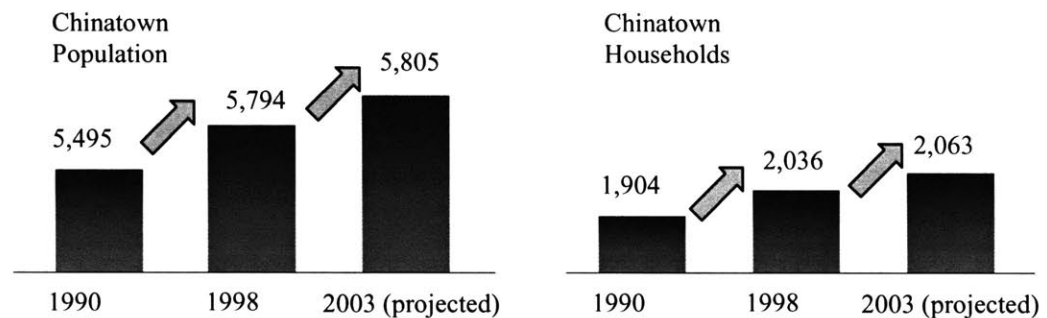 Chinatown
Population
5,495
5,794
5,805
1990
1998
2003 (projected)
Chinatown
Households
1,904
2,036
2,063
1990
1998
2003 (projected)